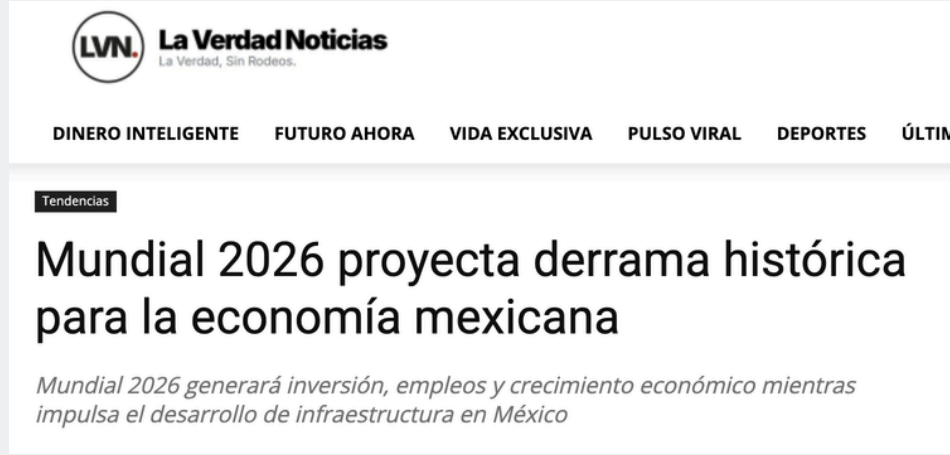 LVN.
La Verdad Noticias
La Verdad, Sin Rodeos.
DINERO INTELIGENTE FUTURO AHORA VIDA EXCLUSIVA PULSO VIRAL DEPORTES
Tendencias
Mundial 2026 proyecta derrama histórica
para la economía mexicana
Mundial 2026 generará inversión, empleos y crecimiento económico mientras
impulsa el desarrollo de infraestructura en México